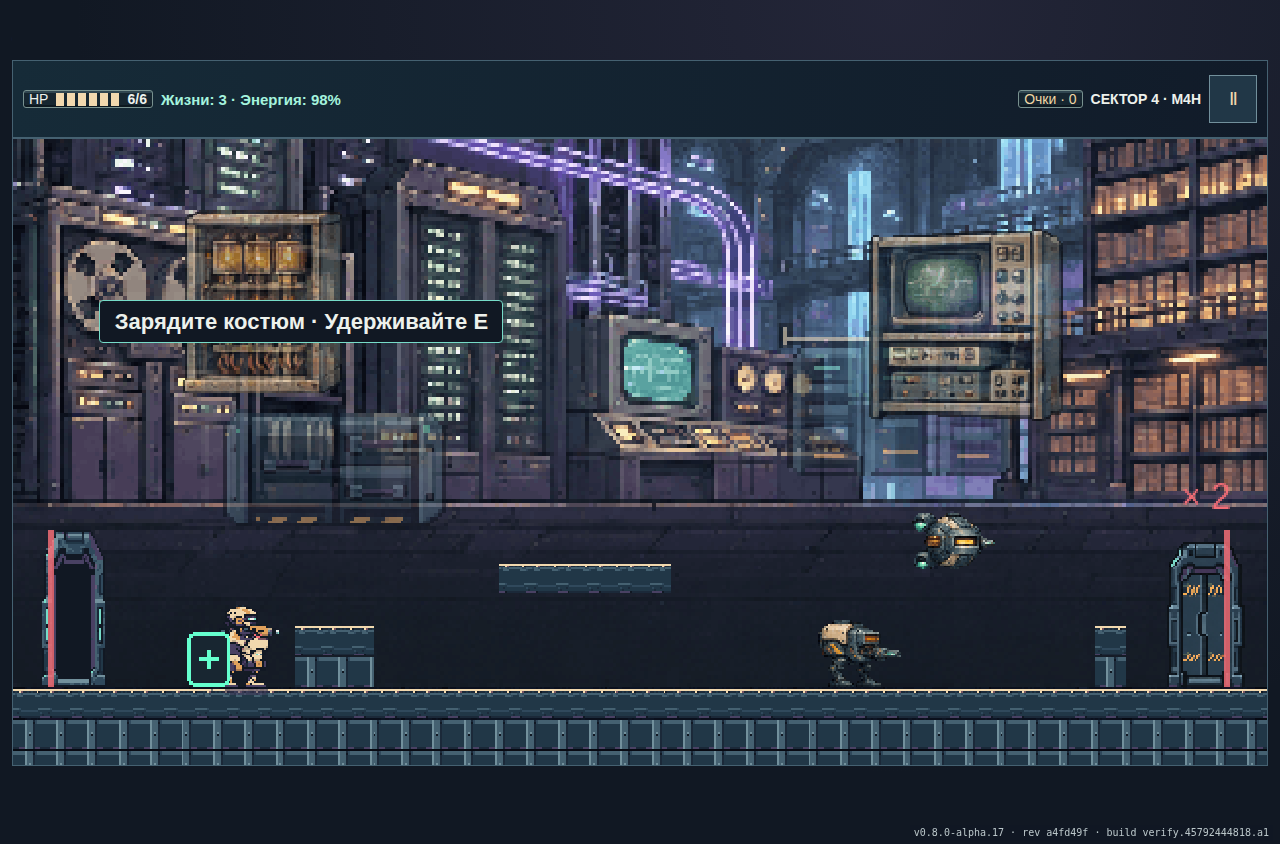 HP 6/6 Жизни: 3 · Энергия: 98% Очки · 0 СЕКТОР 4 · M4H II
Зарядите костюм · Удерживайте E
× 2
+
v0.8.0-alpha.17 · rev a4fd49f · build verify.45792444818.a1